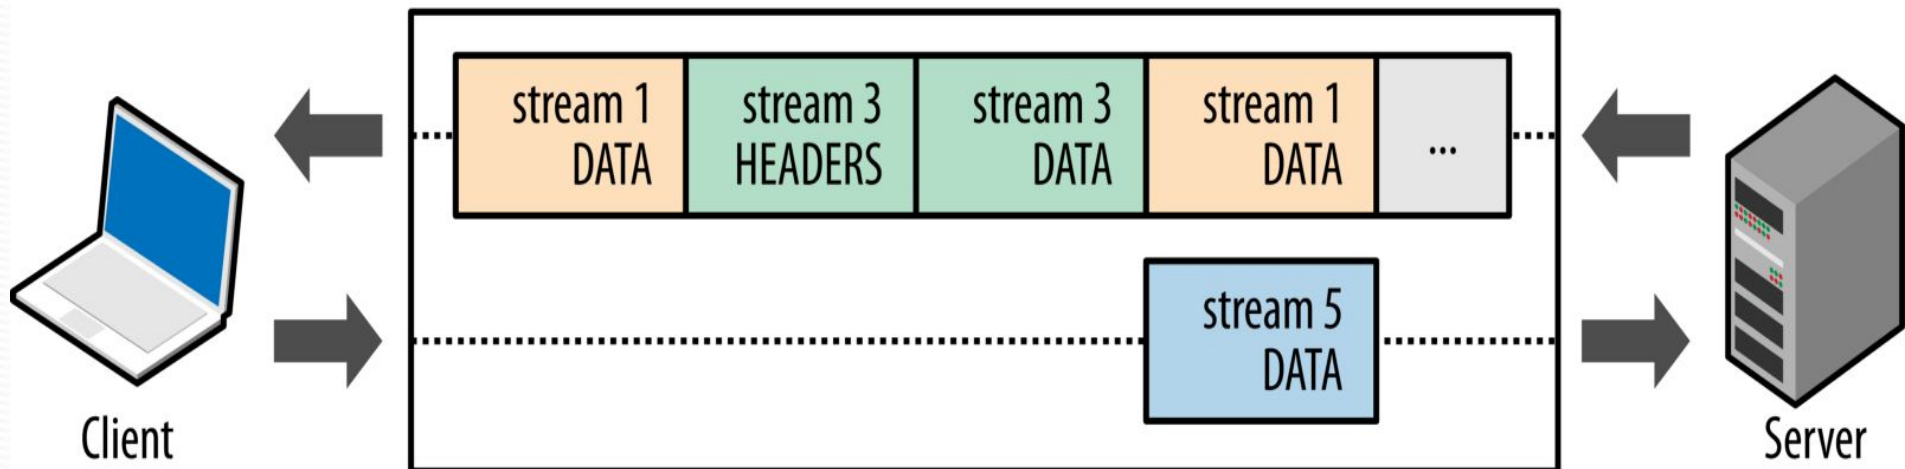 stream 1
DATA
stream 3
HEADERS
stream 3
DATA
stream 1
DATA
...
stream 5
DATA
Client
Server